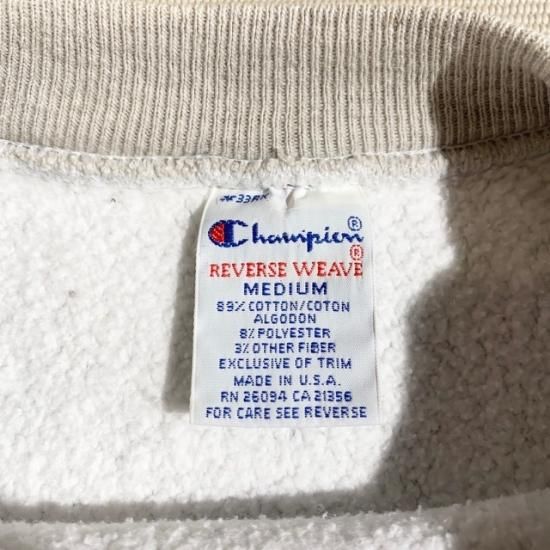 Champion®
®
REVERSE WEAVE
MEDIUM
89% COTTON/COTON
ALGODON
8% POLYESTER
3% OTHER FIBER
EXCLUSIVE OF TRIM
MADE IN U.S.A.
RN 26094 CA 21356
FOR CARE SEE REVERSE